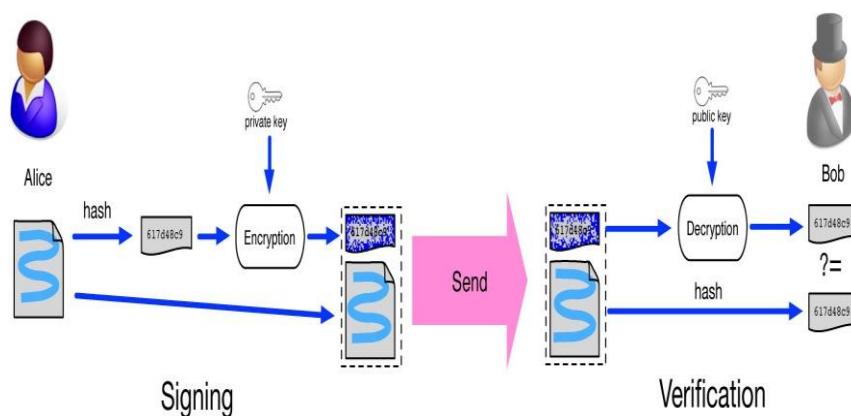 private key
public key
Alice
Bob
hash
617d48c9
Encryption
617d48c9
Send
617d48c9
Decryption
617d48c9
?=
hash
617d48c9
Signing
Verification